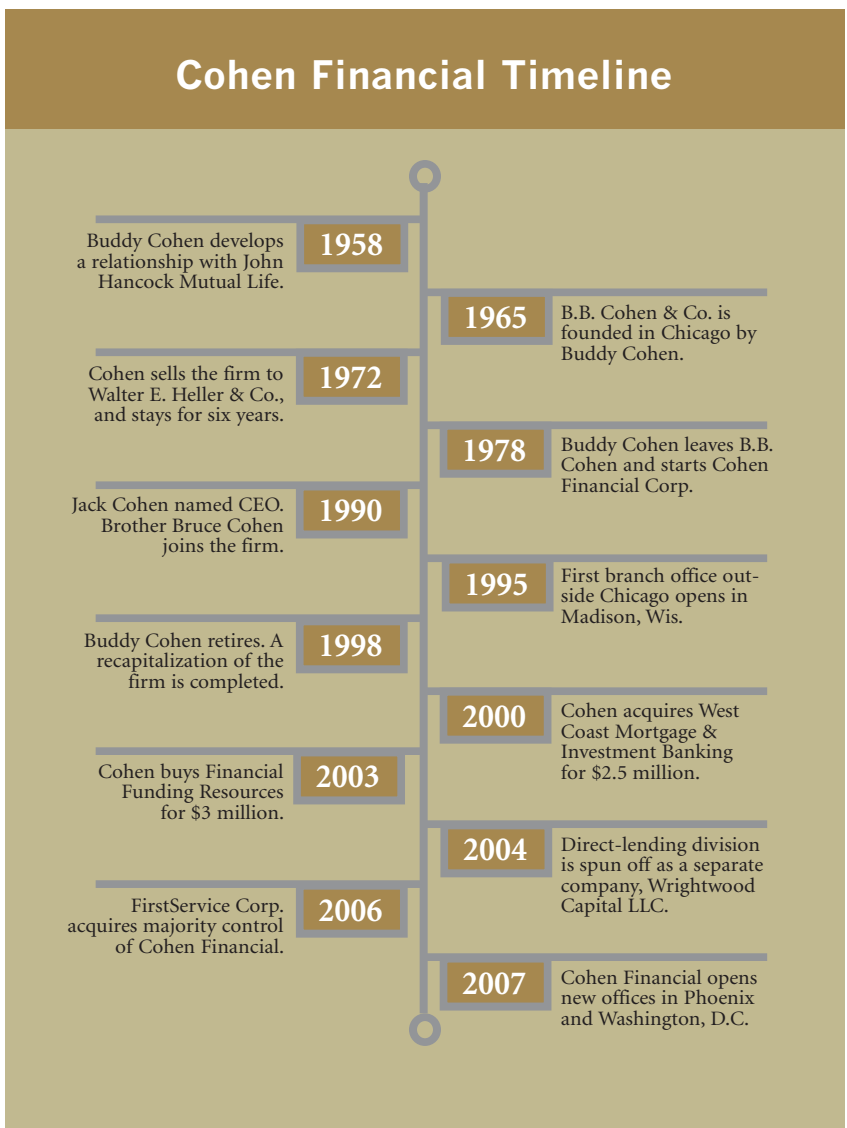 Cohen Financial Timeline
1958
Buddy Cohen develops
a relationship with John
Hancock Mutual Life.
1965
B.B. Cohen & Co. is
founded in Chicago by
Buddy Cohen.
1972
Cohen sells the firm to
Walter E. Heller & Co.,
and stays for six years.
1978
Buddy Cohen leaves B.B.
Cohen and starts Cohen
Financial Corp.
1990
Jack Cohen named CEO.
Brother Bruce Cohen
joins the firm.
1995
First branch office out-
side Chicago opens in
Madison, Wis.
1998
Buddy Cohen retires. A
recapitalization of the
firm is completed.
2000
Cohen acquires West
Coast Mortgage &
Investment Banking
for $2.5 million.
2003
Cohen buys Financial
Funding Resources
for $3 million.
2004
Direct-lending division
is spun off as a separate
company, Wrightwood
Capital LLC.
2006
FirstService Corp.
acquires majority control
of Cohen Financial.
2007
Cohen Financial opens
new offices in Phoenix
and Washington, D.C.